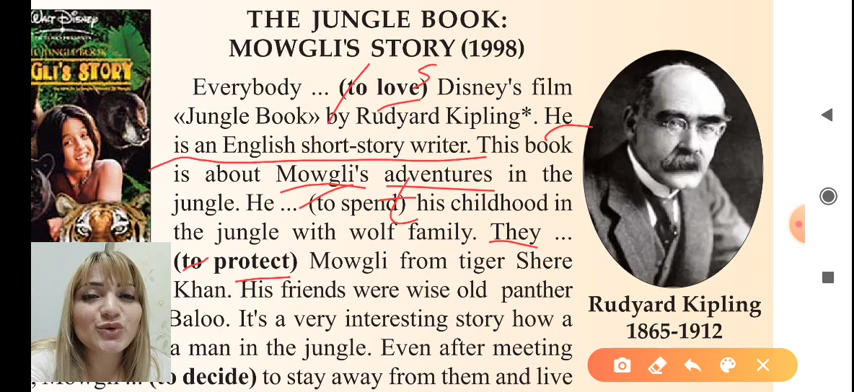 WALT DISNEY
GLI'S STORY
THE JUNGLE BOOK:
MOWGLI'S STORY (1998)
Everybody ... (to love) Disney's film
«Jungle Book» by Rudyard Kipling*. He
is an English short-story writer. This book
is about Mowgli's adventures in the
jungle. He ... (to spend) his childhood in
the jungle with wolf family. They ...
(to protect) Mowgli from tiger Shere
Khan. His friends were wise old panther
Baloo. It's a very interesting story how a
a man in the jungle. Even after meeting
decide) to stay away from them and live
Rudyard Kipling
1865-1912